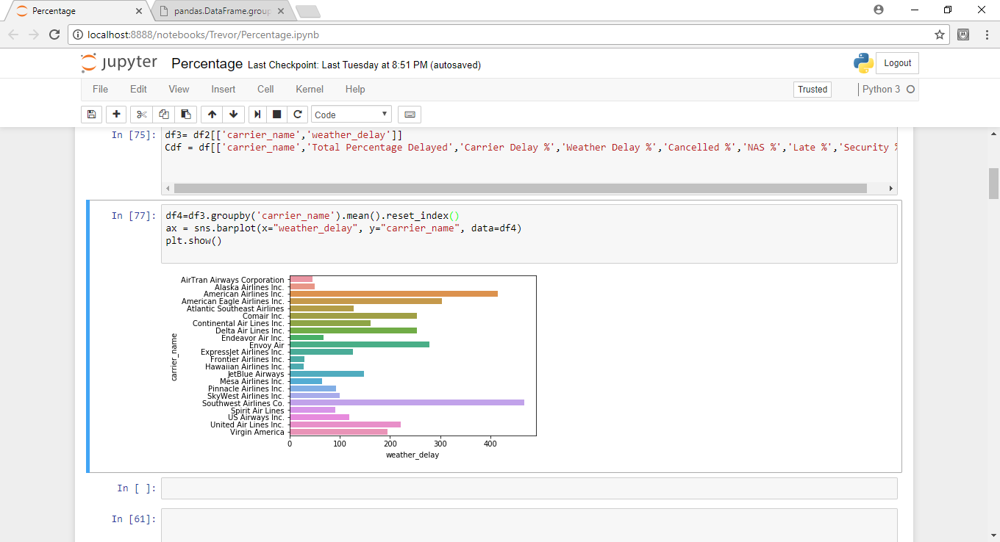 Percentage
pandas.DataFrame.group
localhost:8888/notebooks/Trevor/Percentage.ipynb
jupyter Percentage Last Checkpoint: Last Tuesday at 8:51 PM (autosaved)
Logout
File Edit View Insert Cell Kernel Help
Trusted
Python 3
Code
In [75]:
df3= df2[['carrier_name','weather_delay']]
Cdf = df[['carrier_name','Total Percentage Delayed','Carrier Delay %','Weather Delay %','Cancelled %','NAS %','Late %','Security %
In [77]:
df4=df3.groupby('carrier_name').mean().reset_index()
ax = sns.barplot(x="weather_delay", y="carrier_name", data=df4)
plt.show()
carrier_name
AirTran Airways Corporation
Alaska Airlines Inc.
American Airlines Inc.
American Eagle Airlines Inc.
Atlantic Southeast Airlines
Comair Inc.
Continental Air Lines Inc.
Delta Air Lines Inc.
Endeavor Air Inc.
Envoy Air
ExpressJet Airlines Inc.
Frontier Airlines Inc.
Hawaiian Airlines Inc.
JetBlue Airways
Mesa Airlines Inc.
Pinnacle Airlines Inc.
SkyWest Airlines Inc.
Southwest Airlines Co.
Spirit Air Lines
US Airways Inc.
United Air Lines Inc.
Virgin America
0 100 200 300 400
weather_delay
In [ ]:
In [61]: